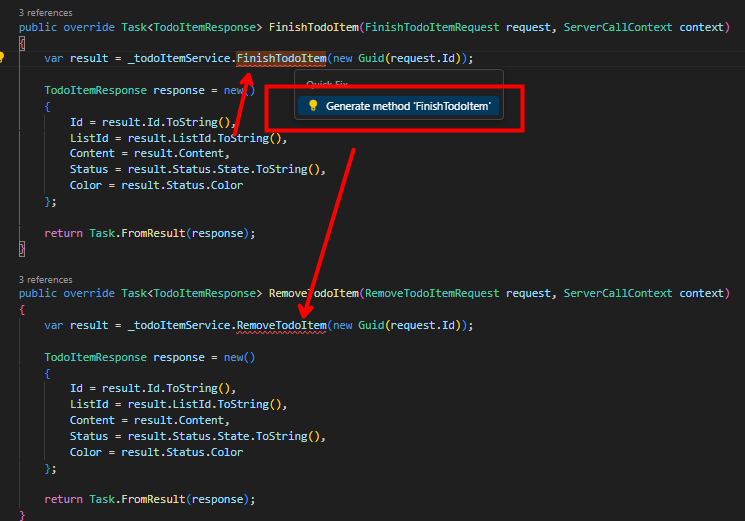 3 references
public override Task<TodoItemResponse> FinishTodoItem(FinishTodoItemRequest request, ServerCallContext context)
{
var result = _todoItemService.FinishTodoItem(new Guid(request.Id));
Quick Fix
TodoItemResponse response = new()
Generate method 'FinishTodoItem'
{
Id = result.Id.ToString(),
ListId = result.ListId.ToString(),
Content = result.Content,
Status = result.Status.State.ToString(),
Color = result.Status.Color
};
return Task.FromResult(response);
}
3 references
public override Task<TodoItemResponse> RemoveTodoItem(RemoveTodoItemRequest request, ServerCallContext context)
{
var result = _todoItemService.RemoveTodoItem(new Guid(request.Id));
TodoItemResponse response = new()
{
Id = result.Id.ToString(),
ListId = result.ListId.ToString(),
Content = result.Content,
Status = result.Status.State.ToString(),
Color = result.Status.Color
};
return Task.FromResult(response);
}